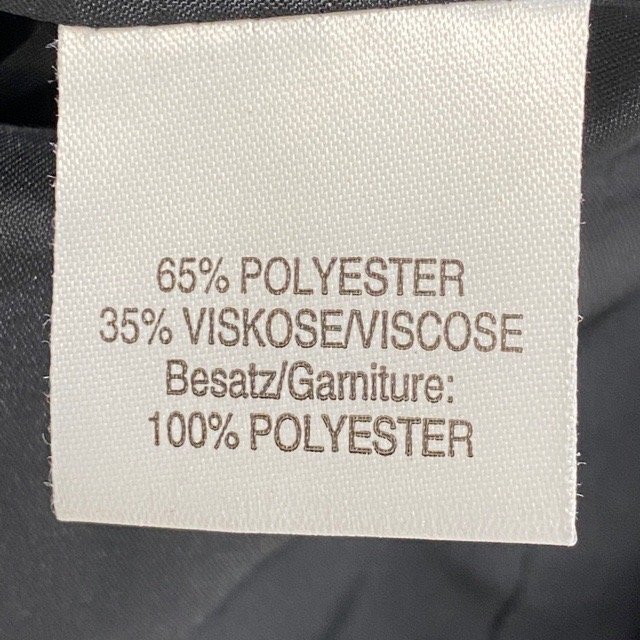 65% POLYESTER
35% VISKOSE/VISCOSE
Besatz/Garniture:
100% POLYESTER